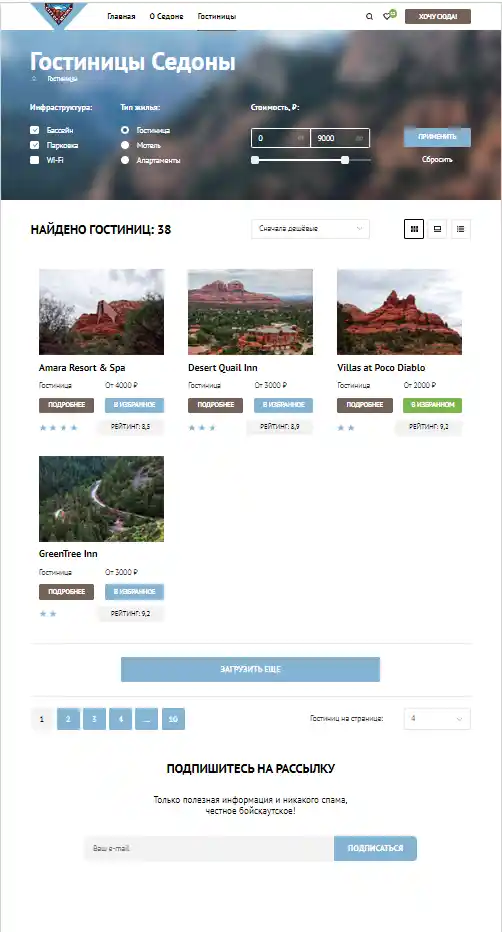 Главная О Седоне Гостиницы ХОЧУ СЮДА!
Гостиницы Седоны
Гостиницы
Инфраструктура: Тип жилья: Стоимость, ₽:
Бассейн Гостиница 0 9000 ПРИМЕНИТЬ
Парковка Мотель
Wi-Fi Апартаменты Сбросить
НАЙДЕНО ГОСТИНИЦ: 38 Сначала дешёвые
Amara Resort & Spa Desert Quail Inn Villas at Poco Diablo
Гостиница От 4000 ₽ Гостиница От 3000 ₽ Гостиница От 2000 ₽
ПОДРОБНЕЕ В ИЗБРАННОЕ ПОДРОБНЕЕ В ИЗБРАННОЕ ПОДРОБНЕЕ В ИЗБРАННОМ
РЕЙТИНГ: 8,5 РЕЙТИНГ: 8,9 РЕЙТИНГ: 9,2
GreenTree Inn
Гостиница От 3000 ₽
ПОДРОБНЕЕ В ИЗБРАННОЕ
РЕЙТИНГ: 9,2
ЗАГРУЗИТЬ ЕЩЕ
1 2 3 4 ... 10 Гостиниц на странице: 4
ПОДПИШИТЕСЬ НА РАССЫЛКУ
Только полезная информация и никакого спама,
честное бойскаутское!
Ваш e-mail ПОДПИСАТЬСЯ